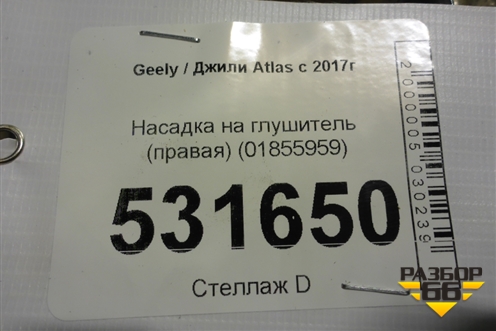 Geely / Джили Atlas с 2017г
Насадка на глушитель
(правая) (01855959)
531650
Стеллаж D
2000005030239
РАЗБОР
66